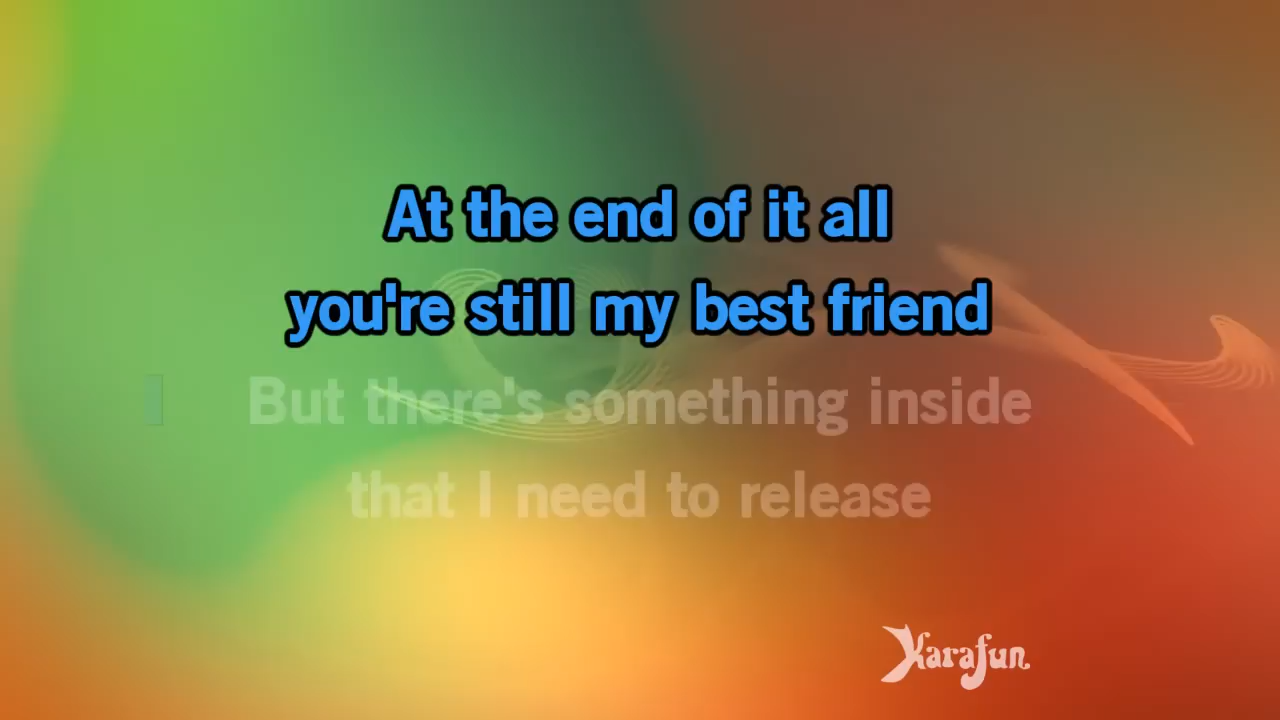 At the end of it all
you're still my best friend
But there's something inside
that I need to release
Karafun